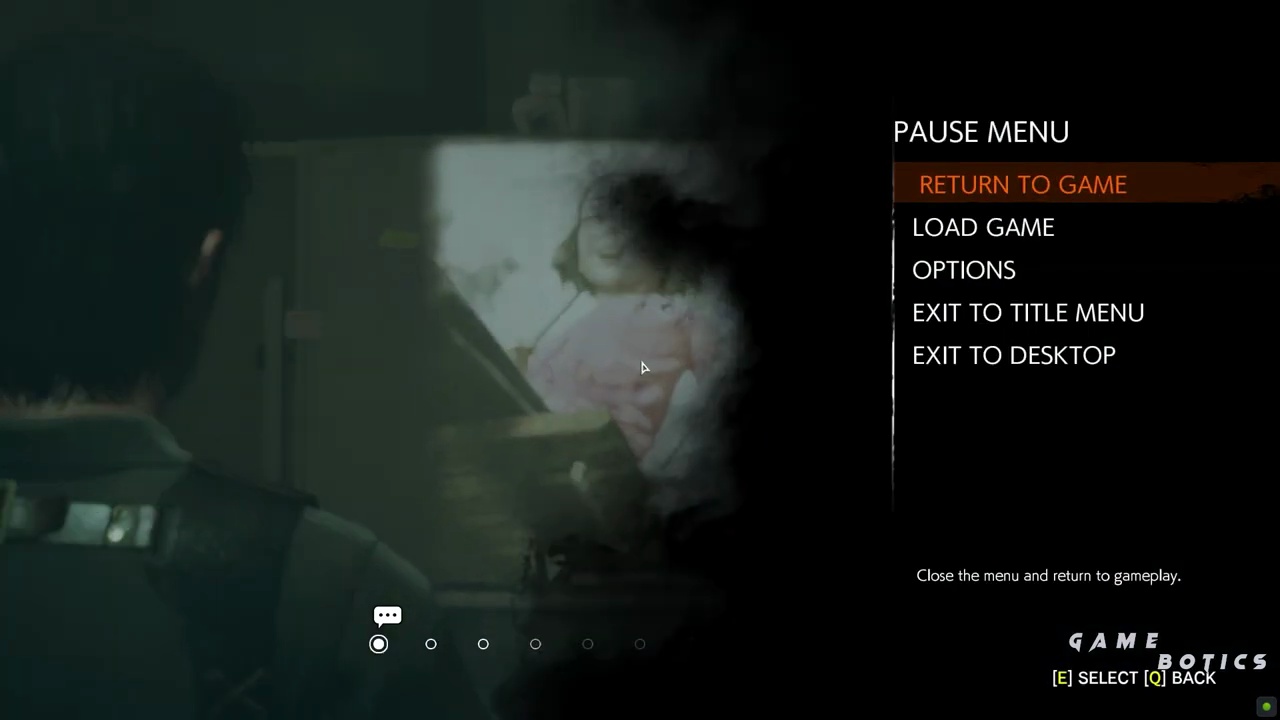 PAUSE MENU
RETURN TO GAME
LOAD GAME
OPTIONS
EXIT TO TITLE MENU
EXIT TO DESKTOP
Close the menu and return to gameplay.
GAME
BOTICS
[E] SELECT [Q] BACK